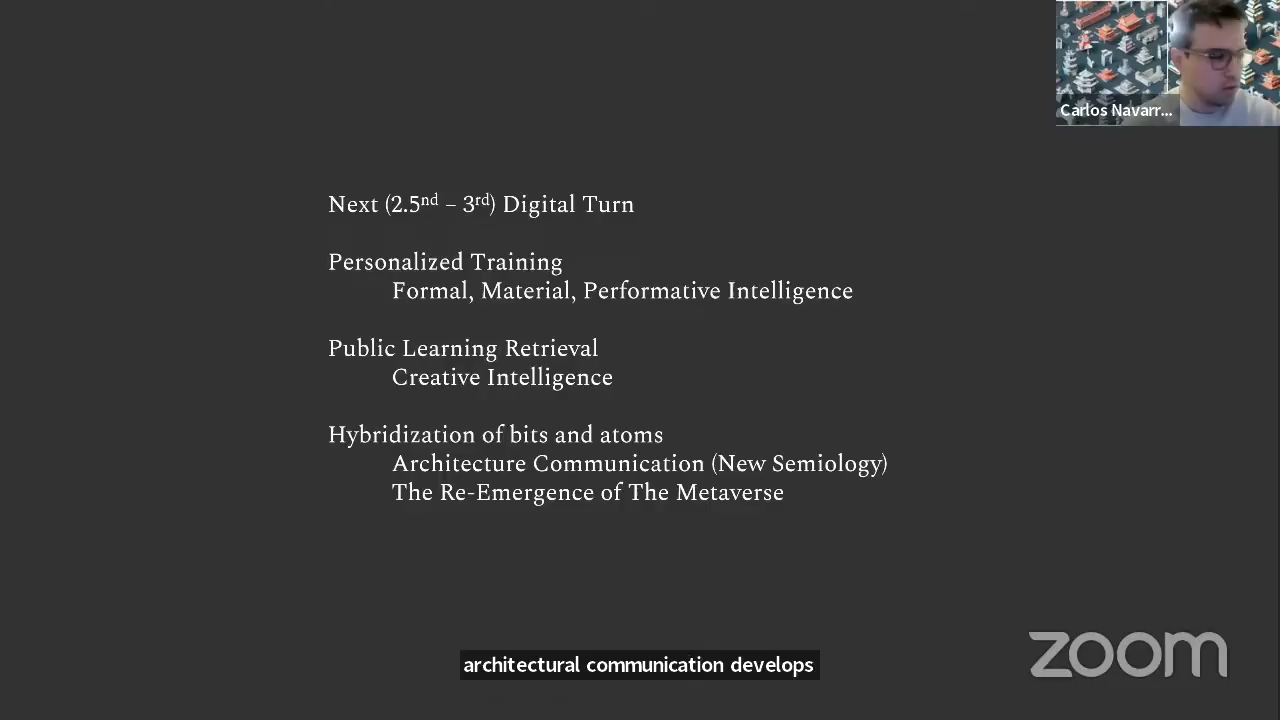 Carlos Navarr...
Next (2.5nd – 3rd) Digital Turn
Personalized Training
Formal, Material, Performative Intelligence
Public Learning Retrieval
Creative Intelligence
Hybridization of bits and atoms
Architecture Communication (New Semiology)
The Re-Emergence of The Metaverse
architectural communication develops
zoom